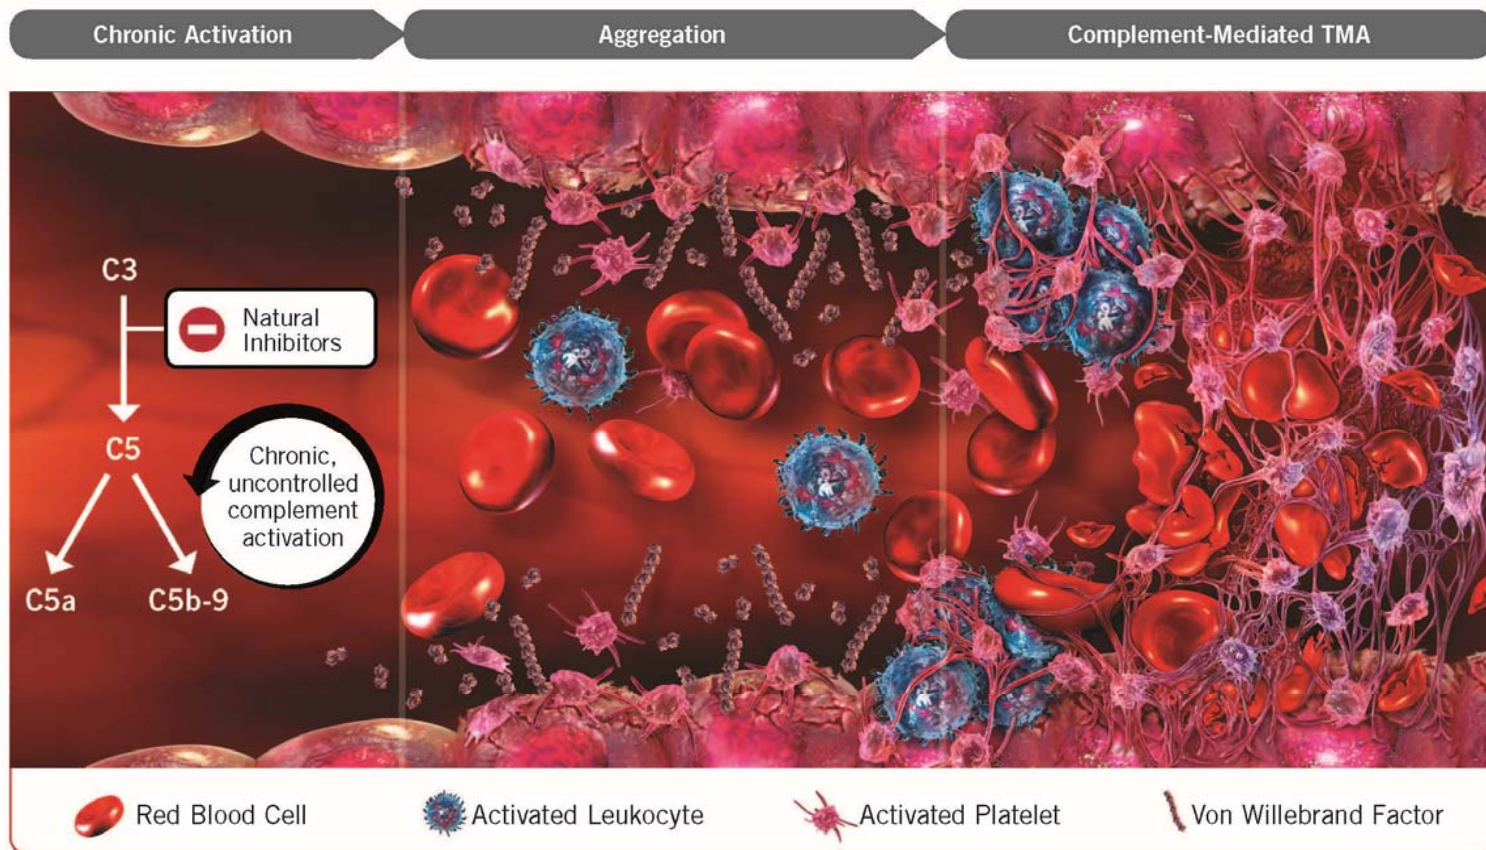 Chronic Activation
Aggregation
Complement-Mediated TMA
C3
Natural
Inhibitors
C5
Chronic,
uncontrolled
complement
activation
C5a
C5b-9
Red Blood Cell
Activated Leukocyte
Activated Platelet
Von Willebrand Factor